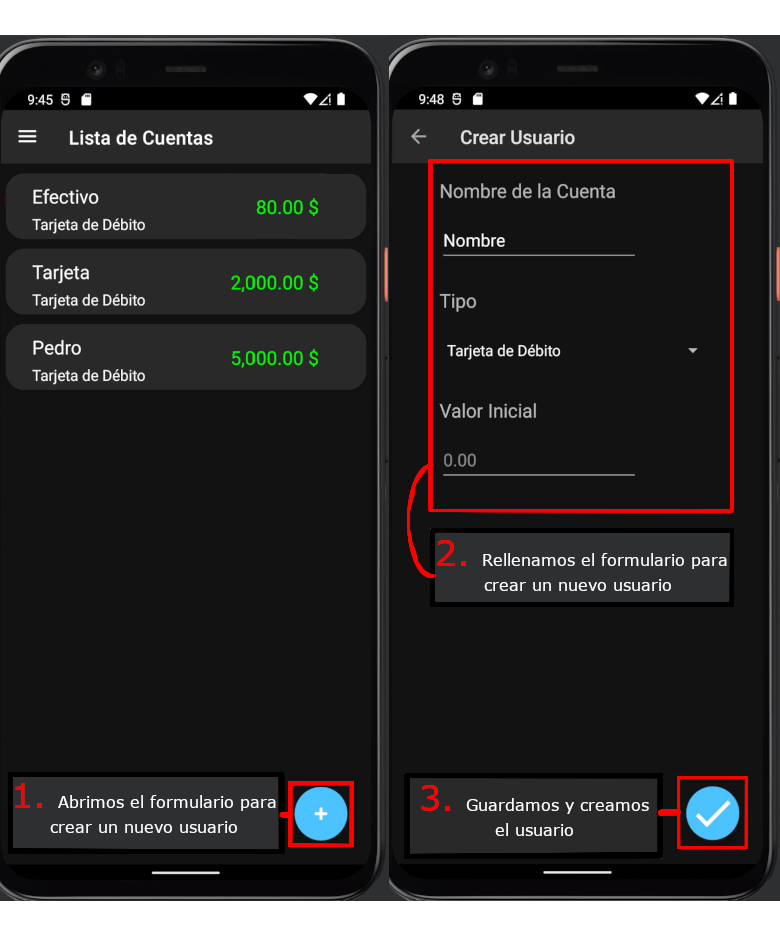 9:45
Lista de Cuentas
Efectivo
80.00 $
Tarjeta de Débito
Tarjeta
2,000.00 $
Tarjeta de Débito
Pedro
5,000.00 $
Tarjeta de Débito
1. Abrimos el formulario para
crear un nuevo usuario
+
9:48
Crear Usuario
Nombre de la Cuenta
Nombre
Tipo
Tarjeta de Débito
Valor Inicial
0.00
2. Rellenamos el formulario para
crear un nuevo usuario
3. Guardamos y creamos
el usuario